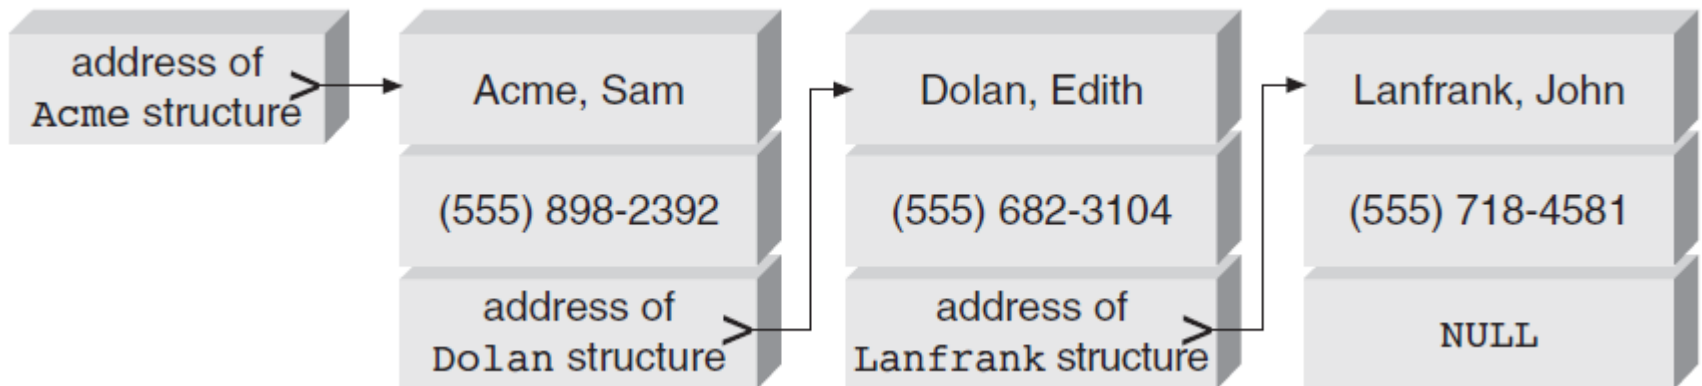 address of
Acme structure
>
Acme, Sam
(555) 898-2392
address of
Dolan structure
>
Dolan, Edith
(555) 682-3104
address of
Lanfrank structure
>
Lanfrank, John
(555) 718-4581
NULL